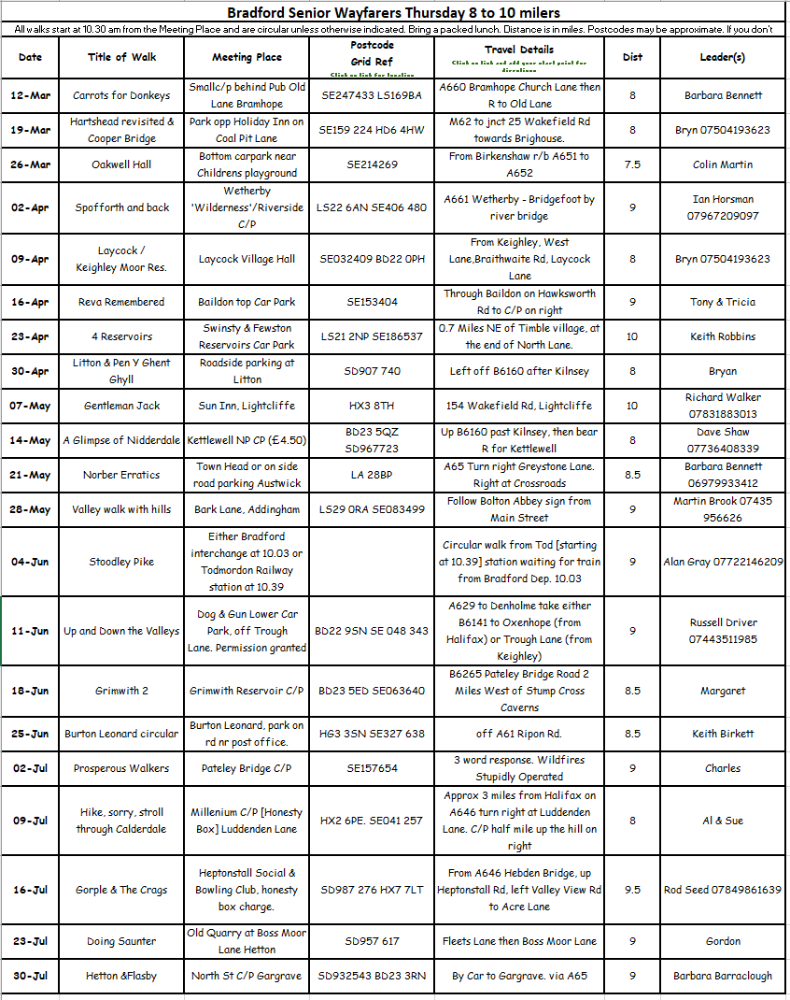 Bradford Senior Wayfarers Thursday 8 to 10 milers
All walks start at 10.30 am from the Meeting Place and are circular unless otherwise indicated. Bring a packed lunch. Distance is in miles. Postcodes may be approximate. If you don't
Date
Title of Walk
Meeting Place
Postcode
Grid Ref
Click on link for location
Travel Details
Click on link and add your start point for
directions
Dist
Leader(s)
12-Mar
Carrots for Donkeys
Smallc/p behind Pub Old
Lane Bramhope
SE247433 LS169BA
A660 Bramhope Church Lane then
R to Old Lane
8
Barbara Bennett
19-Mar
Hartshead revisited &
Cooper Bridge
Park opp Holiday Inn on
Coal Pit Lane
SE159 224 HD6 4HW
M62 to jnct 25 Wakefield Rd
towards Brighouse.
8
Bryn 07504193623
26-Mar
Oakwell Hall
Bottom carpark near
Childrens playground
SE214269
From Birkenshaw r/b A651 to
A652
7.5
Colin Martin
02-Apr
Spofforth and back
Wetherby
'Wilderness'/Riverside
C/P
LS22 6AN SE406 480
A661 Wetherby - Bridgefoot by
river bridge
9
Ian Horsman
07967209097
09-Apr
Laycock /
Keighley Moor Res.
Laycock Village Hall
SE032409 BD22 0PH
From Keighley, West
Lane,Braithwaite Rd, Laycock
Lane
8
Bryn 07504193623
16-Apr
Reva Remembered
Baildon top Car Park
SE153404
Through Baildon on Hawksworth
Rd to C/P on right
9
Tony & Tricia
23-Apr
4 Reservoirs
Swinsty & Fewston
Reservoirs Car Park
LS21 2NP SE186537
0.7 Miles NE of Timble village, at
the end of North Lane.
10
Keith Robbins
30-Apr
Litton & Pen Y Ghent
Ghyll
Roadside parking at
Litton
SD907 740
Left off B6160 after Kilnsey
8
Bryan
07-May
Gentleman Jack
Sun Inn, Lightcliffe
HX3 8TH
154 Wakefield Rd, Lightcliffe
10
Richard Walker
07831883013
14-May
A Glimpse of Nidderdale
Kettlewell NP CP (£4.50)
BD23 5QZ
SD967723
Up B6160 past Kilnsey, then bear
R for Kettlewell
8
Dave Shaw
07736408339
21-May
Norber Erratics
Town Head or on side
road parking Austwick
LA 28BP
A65 Turn right Greystone Lane.
Right at Crossroads
8.5
Barbara Bennett
06979933412
28-May
Valley walk with hills
Bark Lane, Addingham
LS29 0RA SE083499
Follow Bolton Abbey sign from
Main Street
9
Martin Brook 07435
956626
04-Jun
Stoodley Pike
Either Bradford
interchange at 10.03 or
Todmordon Railway
station at 10.39
Circular walk from Tod [starting
at 10.39] station waiting for train
from Bradford Dep. 10.03
9
Alan Gray 07722146209
11-Jun
Up and Down the Valleys
Dog & Gun Lower Car
Park, off Trough
Lane. Permission granted
BD22 9SN SE 048 343
A629 to Denholme take either
B6141 to Oxenhope (from
Halifax) or Trough Lane (from
Keighley)
9
Russell Driver
07443511985
18-Jun
Grimwith 2
Grimwith Reservoir C/P
BD23 5ED SE063640
B6265 Pateley Bridge Road 2
Miles West of Stump Cross
Caverns
8.5
Margaret
25-Jun
Burton Leonard circular
Burton Leonard, park on
rd nr post office.
HG3 3SN SE327 638
off A61 Ripon Rd.
8.5
Keith Birkett
02-Jul
Prosperous Walkers
Pateley Bridge C/P
SE157654
3 word response. Wildfires
Stupidly Operated
9
Charles
09-Jul
Hike, sorry, stroll
through Calderdale
Millenium C/P [Honesty
Box] Luddenden Lane
HX2 6PE. SE041 257
Approx 3 miles from Halifax on
A646 turn right at Luddenden
Lane. C/P half mile up the hill on
right
8
Al & Sue
16-Jul
Gorple & The Crags
Heptonstall Social &
Bowling Club, honesty
box charge.
SD987 276 HX7 7LT
From A646 Hebden Bridge, up
Heptonstall Rd, left Valley View Rd
to Acre Lane
9.5
Rod Seed 07849861639
23-Jul
Doing Saunter
Old Quarry at Boss Moor
Lane Hetton
SD957 617
Fleets Lane then Boss Moor Lane
9
Gordon
30-Jul
Hetton &Flasby
North St C/P Gargrave
SD932543 BD23 3RN
By Car to Gargrave. via A65
9
Barbara Barraclough